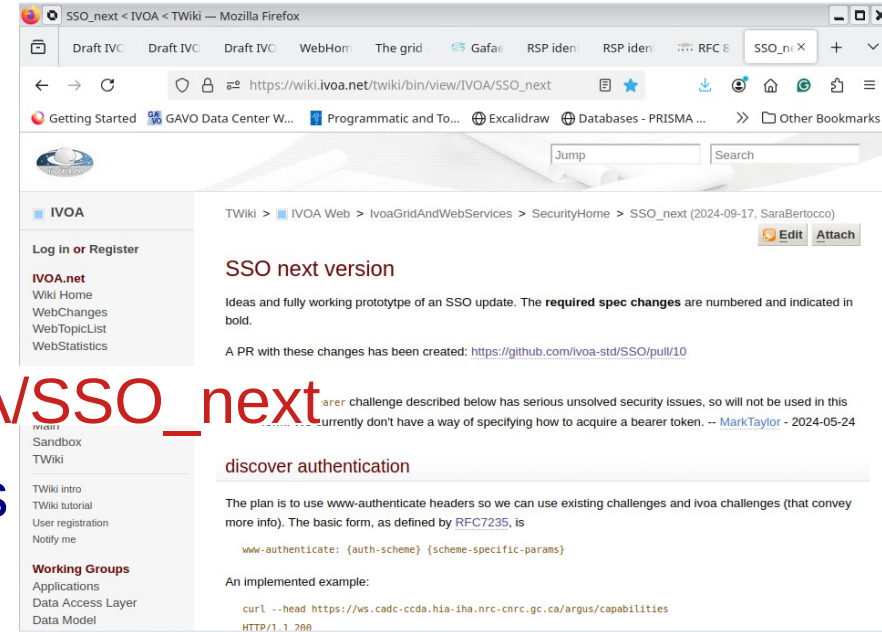 SSO_next < IVOA < TWiki — Mozilla Firefox
Draft IVC Draft IVO Draft IVC WebHom The grid Gafae RSP iden RSP iden RFC 8 SSO_ne
https://wiki.ivoa.net/twiki/bin/view/IVOA/SSO_next
Getting Started GAVO Data Center W... Programmatic and To... Excalidraw Databases - PRISMA ... Other Bookmarks
Jump Search
IVOA
TWiki > IVOA Web > IvoaGridAndWebServices > SecurityHome > SSO_next (2024-09-17, SaraBertocco)
Edit Attach
Log in or Register
IVOA.net
Wiki Home
WebChanges
WebTopicList
WebStatistics
SSO next version
Ideas and fully working prototytpe of an SSO update. The required spec changes are numbered and indicated in
bold.
A PR with these changes has been created: https://github.com/ivoa-std/SSO/pull/10
/SSO_next
arer challenge described below has serious unsolved security issues, so will not be used in this
currently don't have a way of specifying how to acquire a bearer token. -- MarkTaylor - 2024-05-24
Main
Sandbox
TWiki
s
TWiki intro
TWiki tutorial
User registration
Notify me
Working Groups
Applications
Data Access Layer
Data Model
discover authentication
The plan is to use www-authenticate headers so we can use existing challenges and ivoa challenges (that convey
more info). The basic form, as defined by RFC7235, is
www-authenticate: {auth-scheme} {scheme-specific-params}
An implemented example:
curl --head https://ws.cadc-ccda.hia-iha.nrc-cnrc.gc.ca/argus/capabilities
HTTP/1.1 200